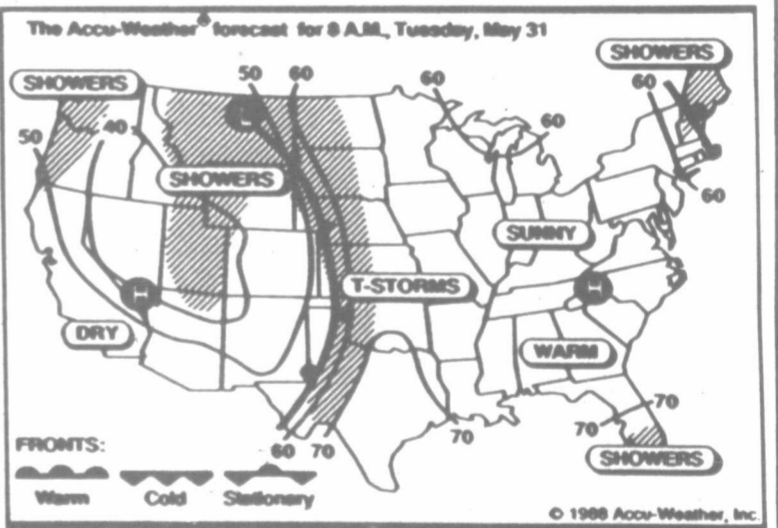 The Accu-Weather® forecast for 8 A.M., Tuesday, May 31
SHOWERS
50 60
60
SHOWERS
60
50
40
60
SHOWERS
60
SUNNY
T-STORMS
DRY
WARM
70
70
60 70
70
SHOWERS
FRONTS:
Warm Cold Stationary
© 1988 Accu-Weather, Inc.
L
H
H